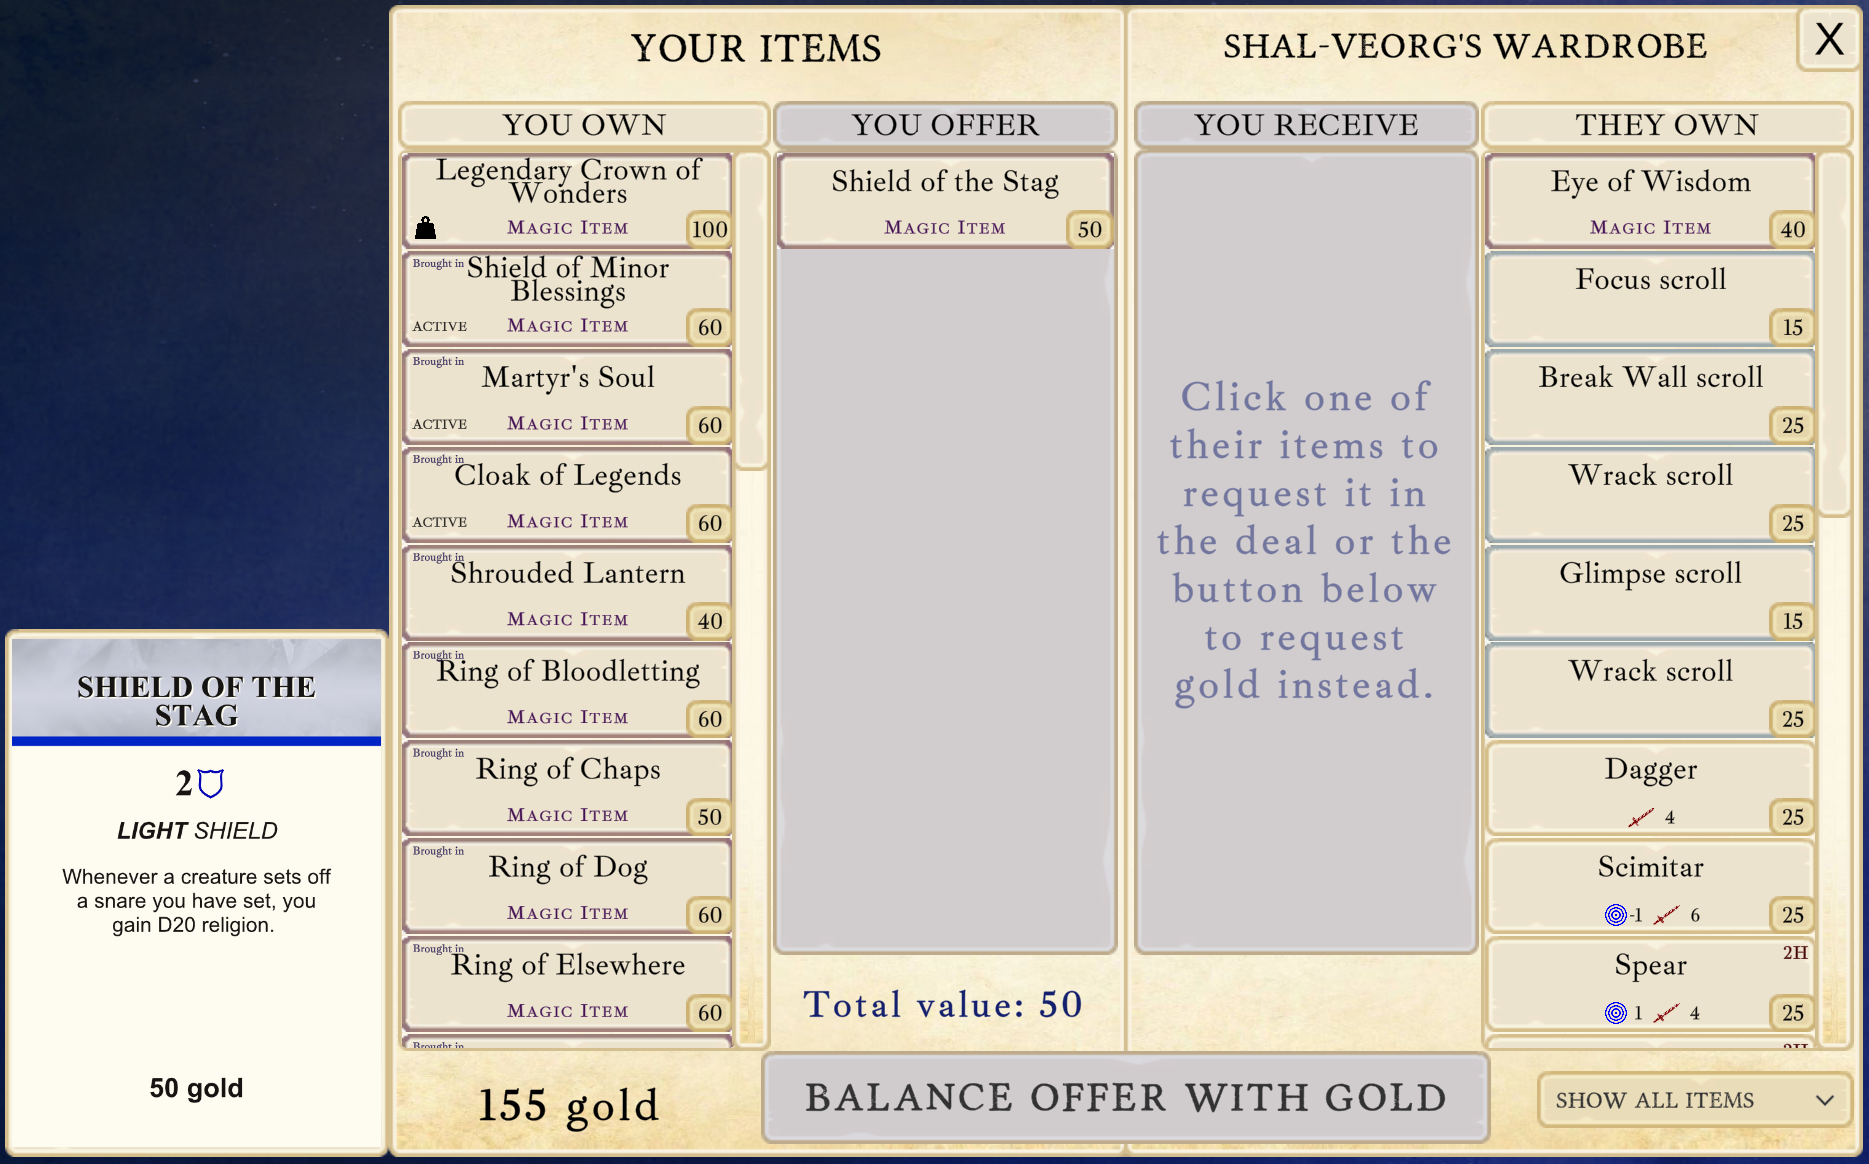 YOUR ITEMS
SHAL-VEORG'S WARDROBE
X
YOU OWN
YOU OFFER
YOU RECEIVE
THEY OWN
Legendary Crown of
Wonders
MAGIC ITEM
100
Brought in
Shield of Minor
Blessings
ACTIVE
MAGIC ITEM
60
Brought in
Martyr's Soul
ACTIVE
MAGIC ITEM
60
Brought in
Cloak of Legends
ACTIVE
MAGIC ITEM
60
Brought in
Shrouded Lantern
MAGIC ITEM
40
Brought in
Ring of Bloodletting
MAGIC ITEM
60
Brought in
Ring of Chaps
MAGIC ITEM
50
Brought in
Ring of Dog
MAGIC ITEM
60
Brought in
Ring of Elsewhere
MAGIC ITEM
60
Brought in
Shield of the Stag
MAGIC ITEM
50
Click one of
their items to
request it in
the deal or the
button below
to request
gold instead.
Eye of Wisdom
MAGIC ITEM
40
Focus scroll
15
Break Wall scroll
25
Wrack scroll
25
Glimpse scroll
15
Wrack scroll
25
Dagger
4
25
Scimitar
-1 6
25
2H
Spear
1 4
25
2H
Total value: 50
155 gold
BALANCE OFFER WITH GOLD
SHOW ALL ITEMS
SHIELD OF THE
STAG
2
LIGHT SHIELD
Whenever a creature sets off
a snare you have set, you
gain D20 religion.
50 gold